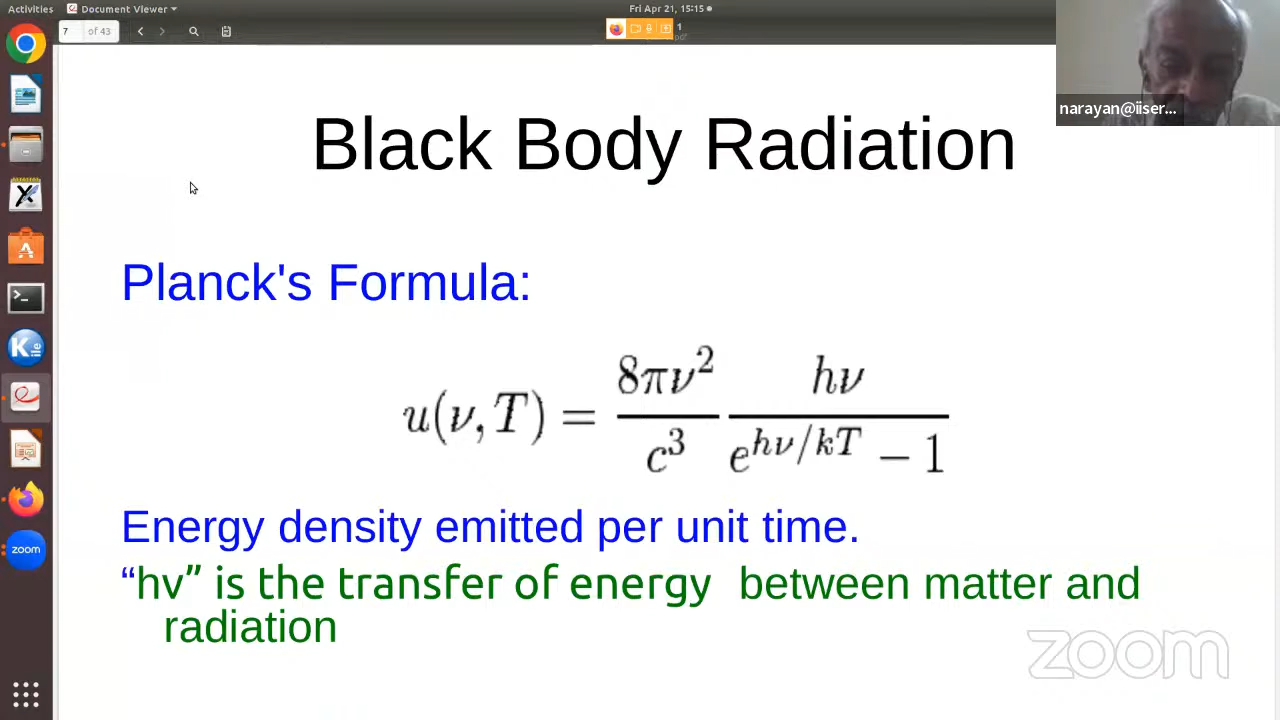 Activities Document Viewer Fri Apr 21, 15:15
7 of 43 1
narayan@iiser...
Black Body Radiation
Planck's Formula:
u(ν,T) = 8πν² / c³ hν / e^{hν/kT} − 1
Energy density emitted per unit time.
“hν” is the transfer of energy between matter and
radiation
zoom
zoom